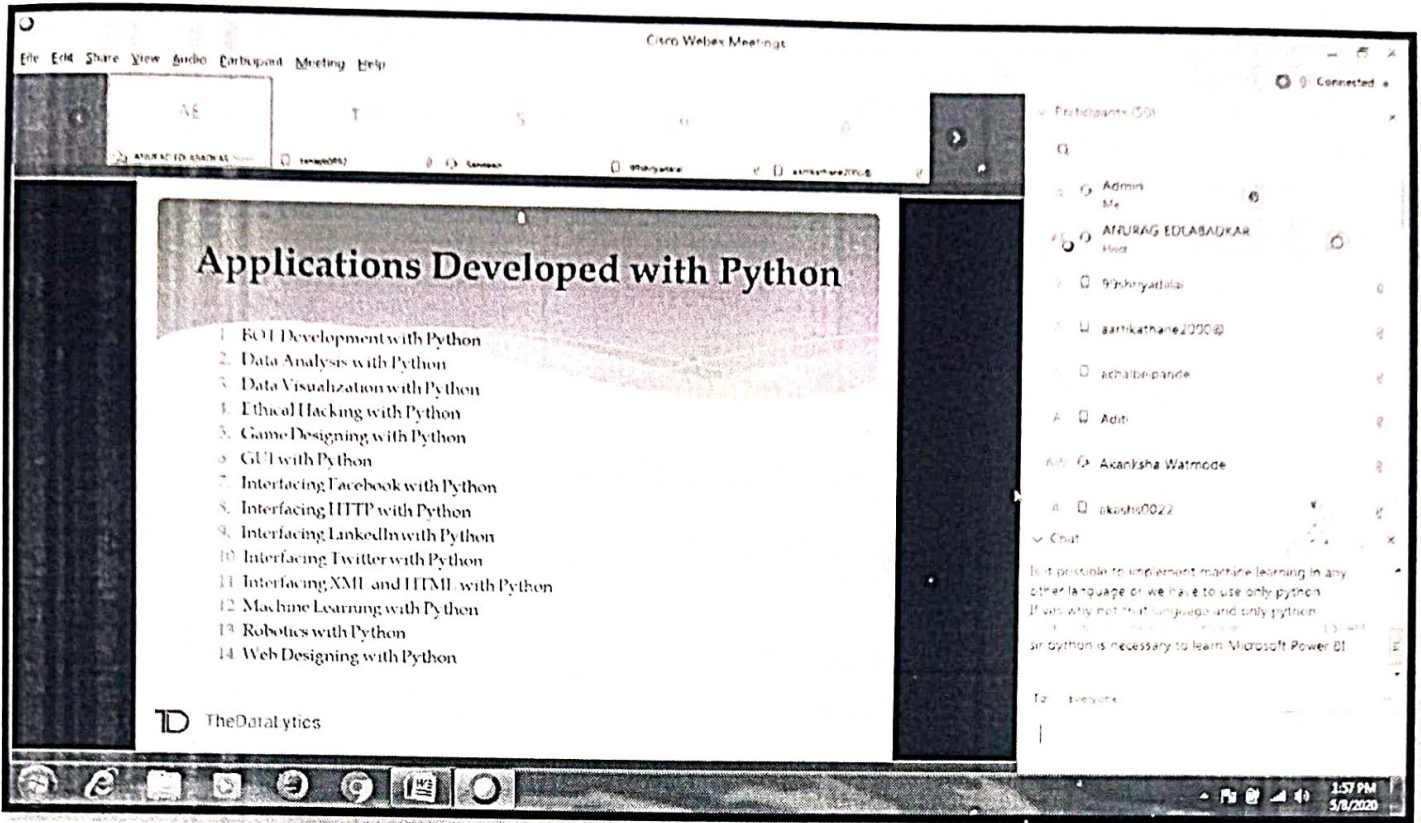 Cisco Webex Meetings
File Edit Share View Audio Participant Meeting Help
Connected
AE
T
S
A
ANURAG EDLABADKAR
Participants (50)
Applications Developed with Python
1. BOT Development with Python
2. Data Analysis with Python
3. Data Visualization with Python
4. Ethical Hacking with Python
5. Game Designing with Python
6 GUI with Python
7. Interfacing Facebook with Python
8. Interfacing HTTP with Python
9. Interfacing LinkedIn with Python
10 Interfacing Twitter with Python
11 Interfacing XML and HTML with Python
12 Machine Learning with Python
13 Robotics with Python
14 Web Designing with Python
TheDataLytics
Admin
Me
ANURAG EDLABADKAR
Host
99shriyadalal
aartikathane2000@
Aditi
Akanksha Watmode
akashs0022
Chat
Is it possible to implement machine learning in any
other language or we have to use only python
If yes why not that language and only python
sir python is necessary to learn Microsoft Power BI
To: Everyone
1:57 PM
5/8/2020